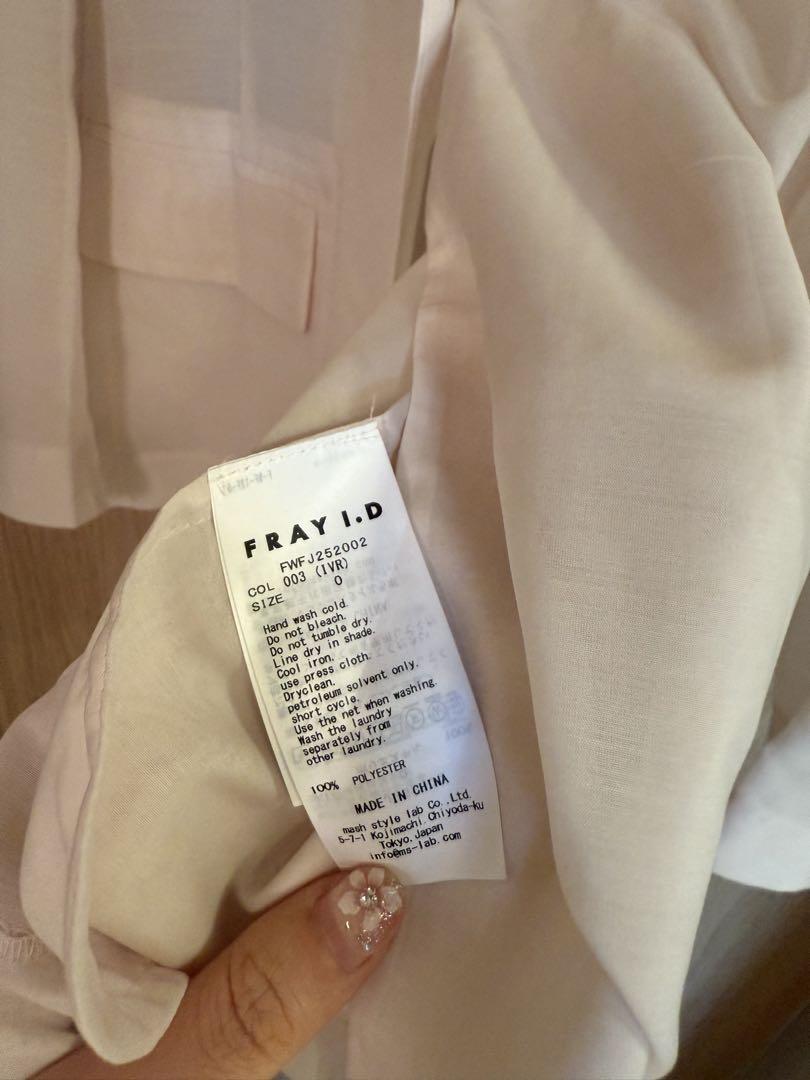 FRAY I.D
FWFJ252002
COL 003 (IVR)
SIZE 0
Hand wash cold.
Do not bleach.
Do not tumble dry.
Line dry in shade.
Cool iron.
use press cloth.
Dryclean.
petroleum solvent only,
short cycle.
Use the net when washing.
Wash the laundry
separately from
other laundry.
100% POLYESTER
MADE IN CHINA
mash style lab Co.,Ltd.
5-7-1 Kojimachi.Chiyoda-ku
Tokyo.Japan
info@ms-lab.com